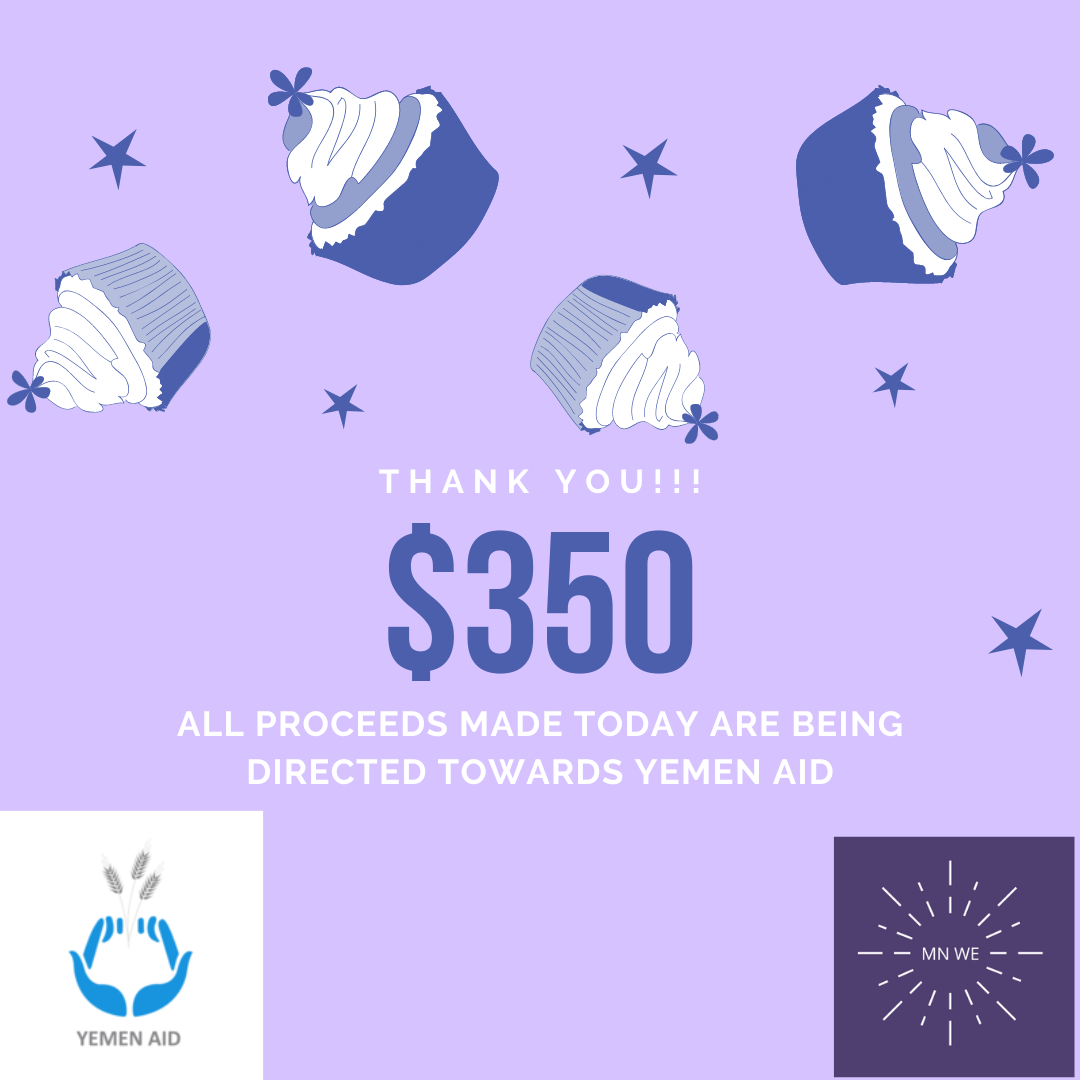 THANK YOU!!!
$350
ALL PROCEEDS MADE TODAY ARE BEING
DIRECTED TOWARDS YEMEN AID
YEMEN AID
MN WE